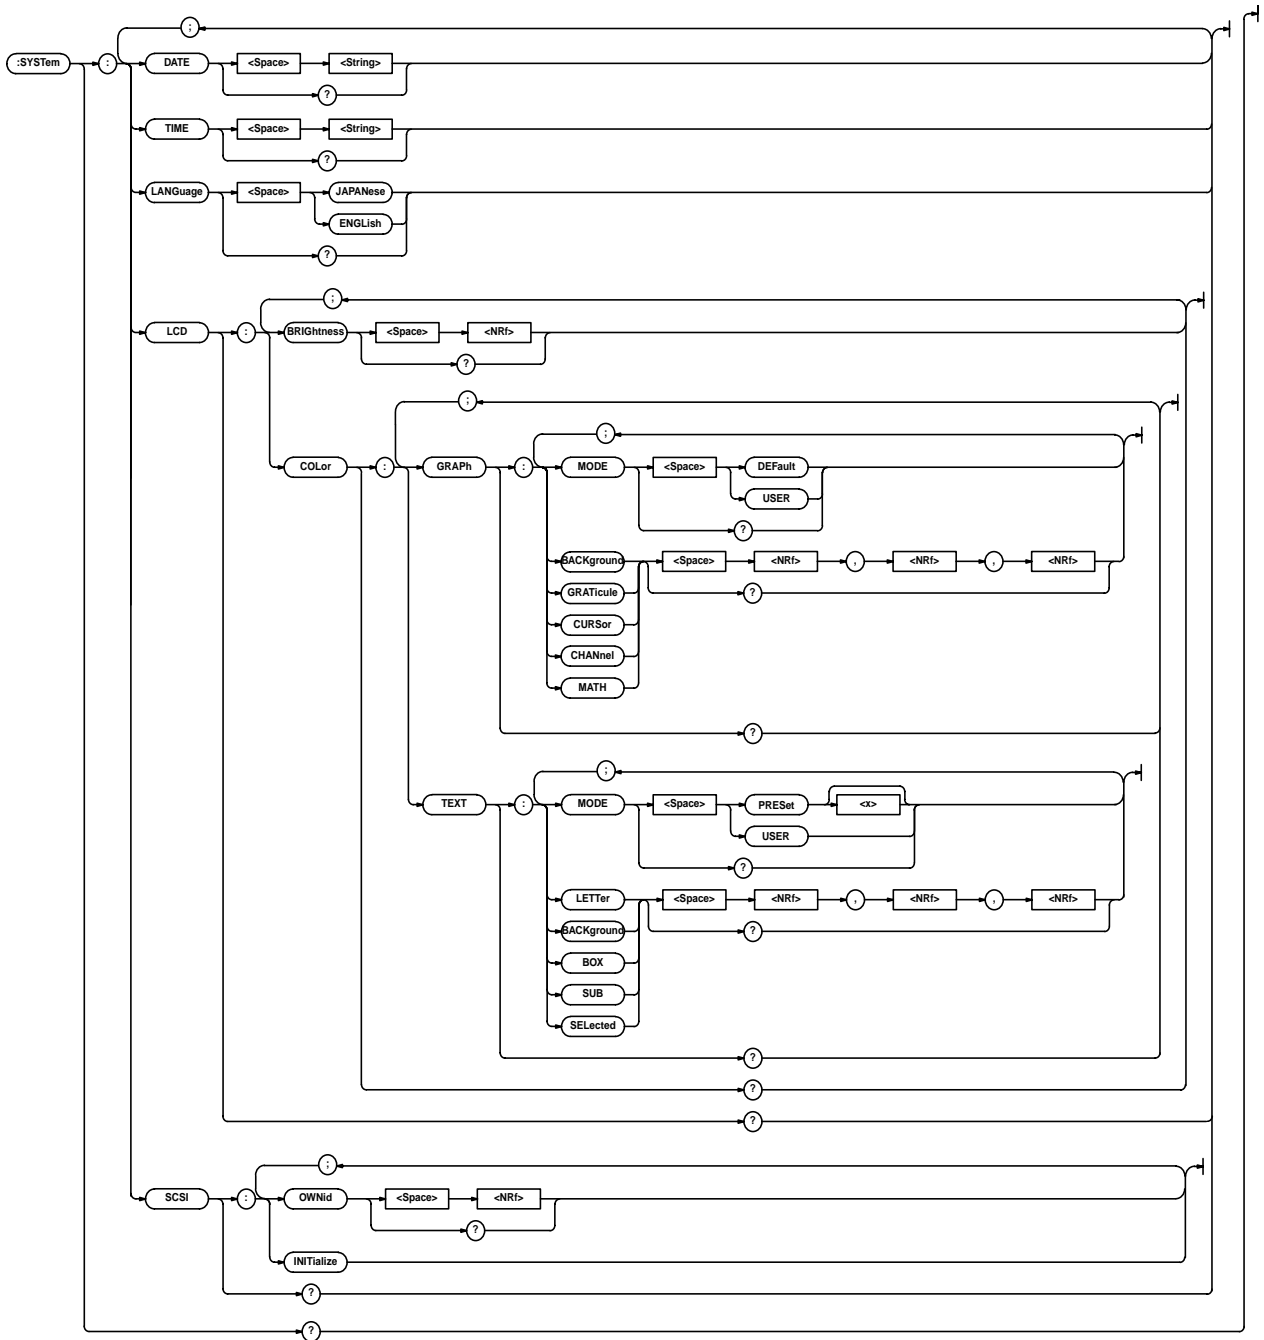 ;
:SYSTem : DATE <Space> <String>
?
TIME <Space> <String>
?
LANGuage <Space> JAPANese
ENGLish
?
;
LCD : BRIGhtness <Space> <NRf>
?
;
;
COLor : GRAPh : MODE <Space> DEFault
USER
?
BACKground <Space> <NRf> , <NRf> , <NRf>
GRATicule ?
CURSor
CHANnel
MATH
?
;
TEXT : MODE <Space> PRESet <x>
USER
?
LETTer <Space> <NRf> , <NRf> , <NRf>
BACKground ?
BOX
SUB
SELected
?
?
?
;
SCSI : OWNid <Space> <NRf>
?
INITialize
?
?